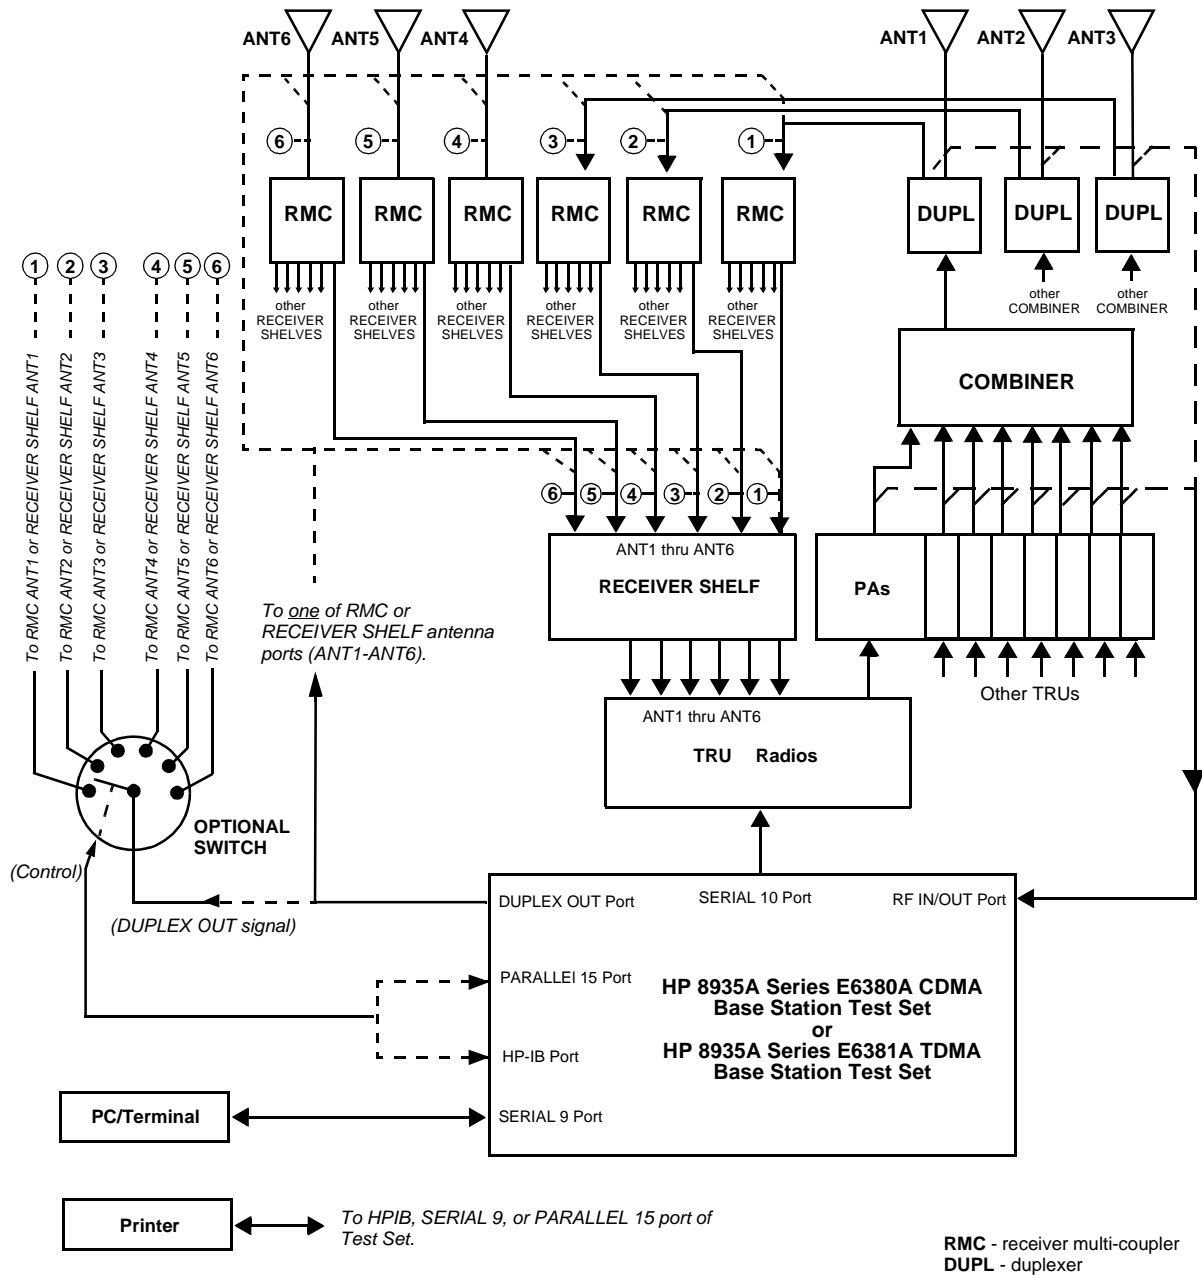 ANT6
ANT5
ANT4
ANT1
ANT2
ANT3
6
5
4
3
2
1
RMC
RMC
RMC
RMC
RMC
RMC
DUPL
DUPL
DUPL
1
2
3
4
5
6
other
RECEIVER
SHELVES
other
RECEIVER
SHELVES
other
RECEIVER
SHELVES
other
RECEIVER
SHELVES
other
RECEIVER
SHELVES
other
RECEIVER
SHELVES
other
COMBINER
other
COMBINER
COMBINER
To RMC ANT1 or RECEIVER SHELF ANT1
To RMC ANT2 or RECEIVER SHELF ANT2
To RMC ANT3 or RECEIVER SHELF ANT3
To RMC ANT4 or RECEIVER SHELF ANT4
To RMC ANT5 or RECEIVER SHELF ANT5
To RMC ANT6 or RECEIVER SHELF ANT6
6
5
4
3
2
1
ANT1 thru ANT6
RECEIVER SHELF
PAs
To one of RMC or
RECEIVER SHELF antenna
ports (ANT1-ANT6).
Other TRUs
ANT1 thru ANT6
TRU Radios
OPTIONAL
SWITCH
(Control)
(DUPLEX OUT signal)
DUPLEX OUT Port
SERIAL 10 Port
RF IN/OUT Port
PARALLEl 15 Port
HP-IB Port
SERIAL 9 Port
HP 8935A Series E6380A CDMA
Base Station Test Set
or
HP 8935A Series E6381A TDMA
Base Station Test Set
PC/Terminal
Printer
To HPIB, SERIAL 9, or PARALLEL 15 port of
Test Set.
RMC - receiver multi-coupler
DUPL - duplexer